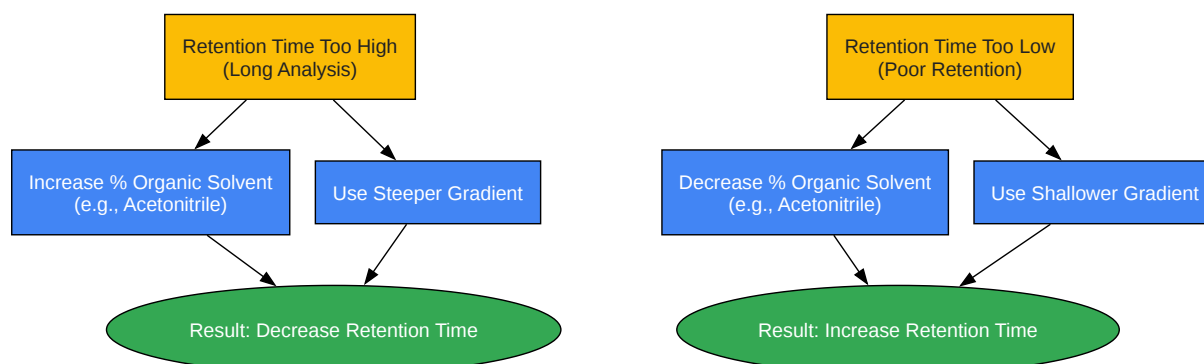 Retention Time Too High
(Long Analysis)
Increase % Organic Solvent
(e.g., Acetonitrile)
Use Steeper Gradient
Result: Decrease Retention Time
Retention Time Too Low
(Poor Retention)
Decrease % Organic Solvent
(e.g., Acetonitrile)
Use Shallower Gradient
Result: Increase Retention Time